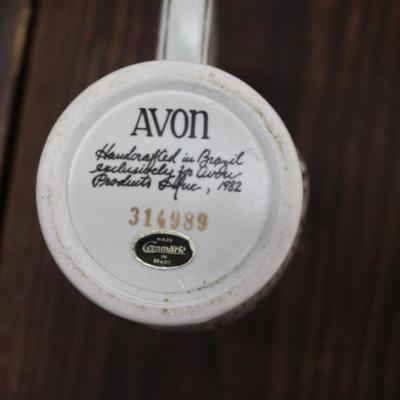 AVON
Handcrafted in Brazil
exclusively for Avon
Products Inc, 1982
314989
MADE
Ceramarte
IN
BRAZIL